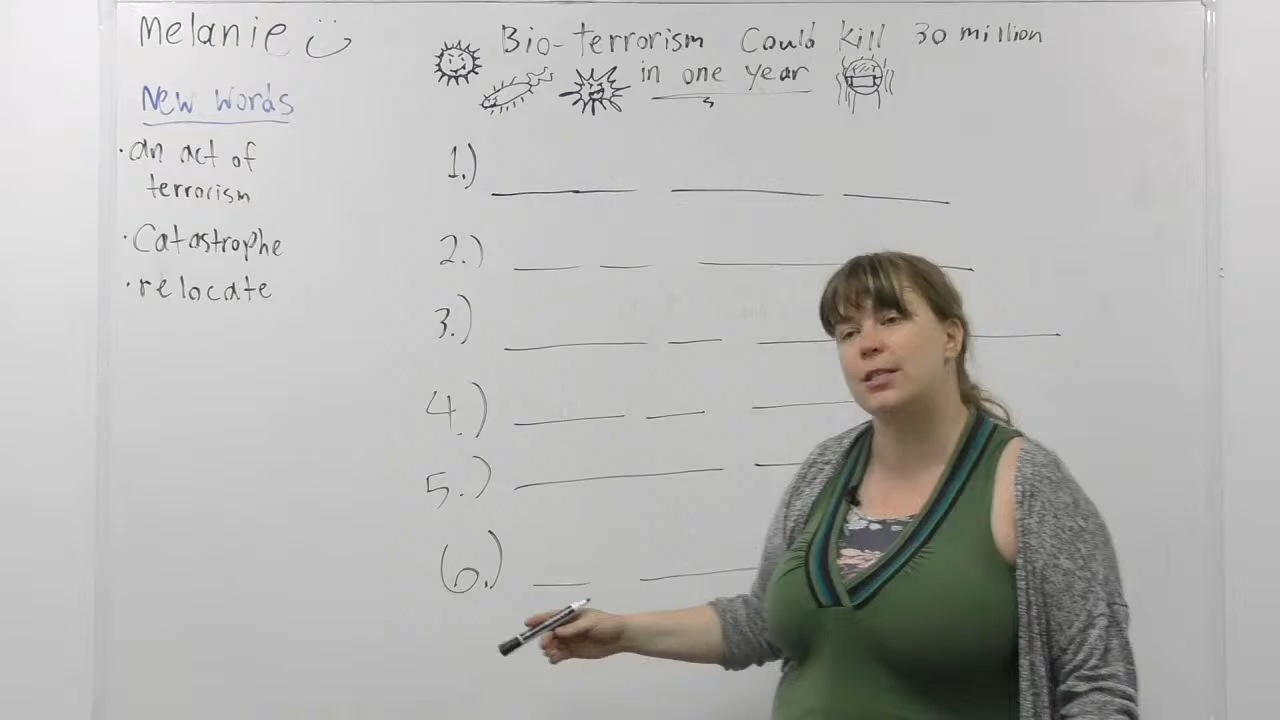 Melanie
New Words
• an act of
terrorism
• Catastrophe
• relocate
Bio-terrorism Could kill 30 million
in one year
1.)
2.)
3.)
4.)
5.)
6.)